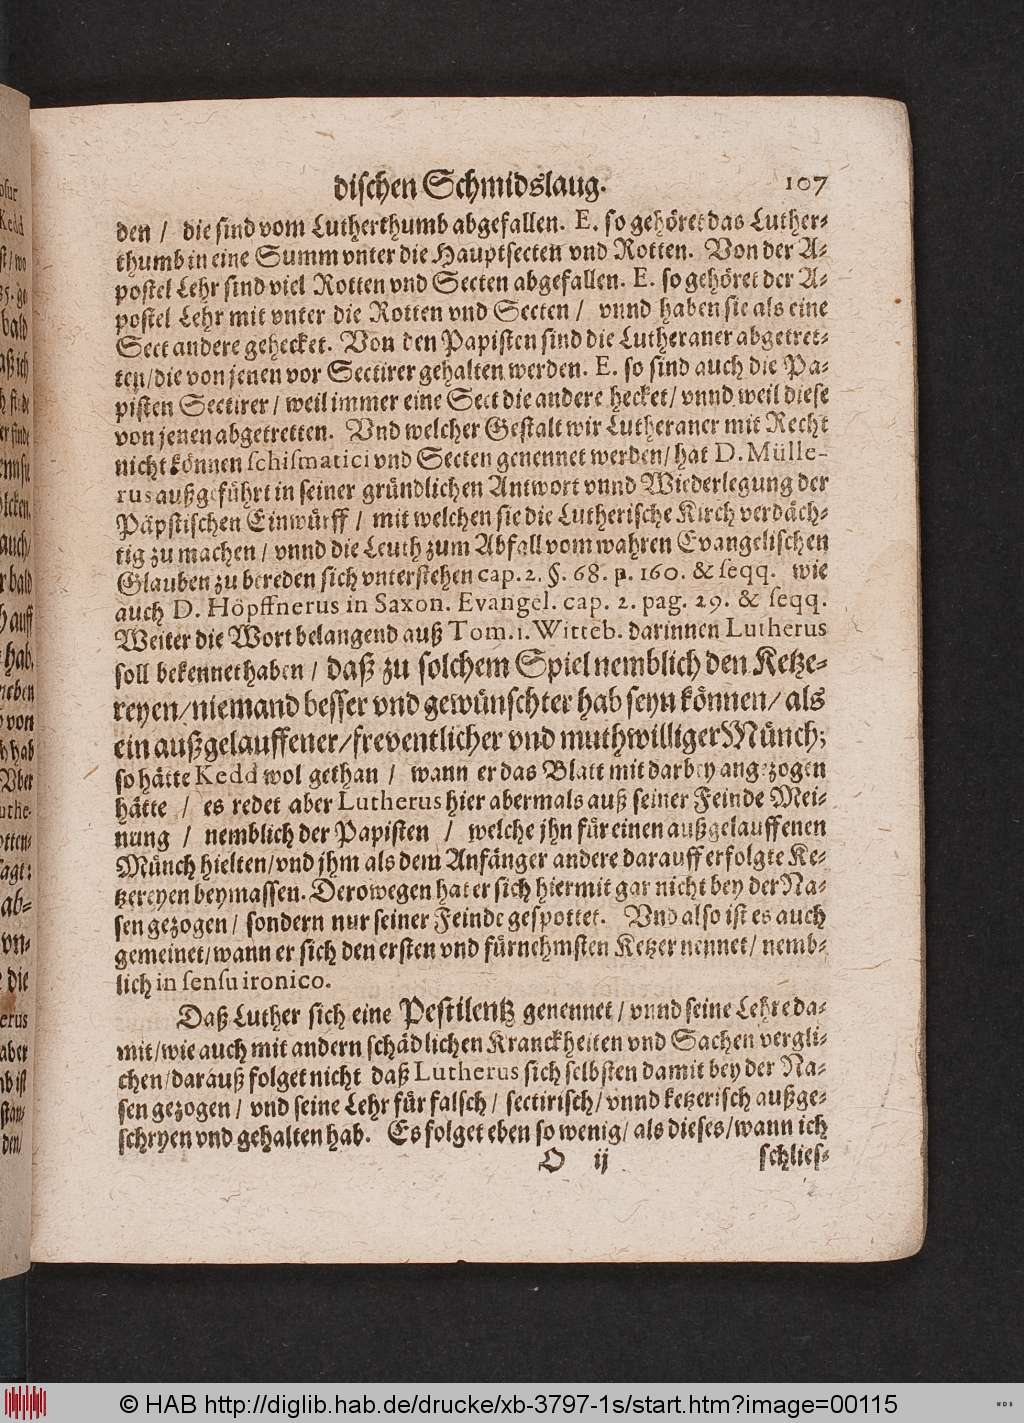 dischen Schmidslaug. 107
den / die sind vom Lutherthumb abgefallen. E. so gehöret das Luther-
thumb in eine Summ vnter die Hauptsecten vnd Rotten. Von der A-
postel Lehr sind viel Rotten vnd Secten abgefallen. E. so gehöret der A-
postel Lehr mit vnter die Rotten vnd Secten / vnnd haben sie als eine
Sect andere gehecket. Von den Papisten sind die Lutheraner abgetret-
ten/die von jenen vor Sectirer gehalten werden. E. so sind auch die Pa-
pisten Sectirer / weil immer eine Sect die andere hecket/ vnnd weil diese
von jenen abgetretten. Vnd welcher Gestalt wir Lutheraner mit Recht
nicht können schismatici vnd Secten genennet werden/ hat D. Mülle-
rus außgeführt in seiner gründlichen Antwort vnnd Wiederlegung der
Päpstischen Einwürff / mit welchen sie die Lutherische Kirch verdäch-
tig zu machen / vnnd die Leuth zum Abfall vom wahren Evangelischen
Glauben zu bereden sich vnterstehen cap. 2. §. 68. p. 160. & seqq. wie
auch D. Höpffnerus in Saxon. Evangel. cap. 2. pag. 29. & seqq.
Weiter die Wort belangend auß Tom. 1. Witteb. darinnen Lutherus
soll bekennet haben / daß zu solchem Spiel nemblich den Ketze-
reyen/niemand besser vnd gewünschter hab seyn können/ als
ein außgelauffener/freventlicher vnd muthwilliger Münch;
so hätte Kedd wol gethan / wann er das Blatt mit darbey angezogen
hätte / es redet aber Lutherus hier abermals auß seiner Feinde Mei-
nung / nemblich der Papisten / welche jhn für einen außgelauffenen
Münch hielten/vnd jhm als dem Anfänger andere darauff erfolgte Ke-
tzereyen beymassen. Derowegen hat er sich hiermit gar nicht bey der Na-
sen gezogen / sondern nur seiner Feinde gespottet. Vnd also ist es auch
gemeinet/wann er sich den ersten vnd fürnehmsten Ketzer nennet/ nemb-
lich in sensu ironico.
Daß Luther sich eine Pestilentz genennet / vnnd seine Lehre da-
mit/wie auch mit andern schädlichen Kranckheiten vnd Sachen vergli-
chen/darauß folget nicht daß Lutherus sich selbsten damit bey der Na-
sen gezogen / vnd seine Lehr für falsch / sectirisch/ vnnd ketzerisch außge-
schryen vnd gehalten hab. Es folget eben so wenig/ als dieses/wann ich
O ij schlies-
© HAB http://diglib.hab.de/drucke/xb-3797-1s/start.htm?image=00115